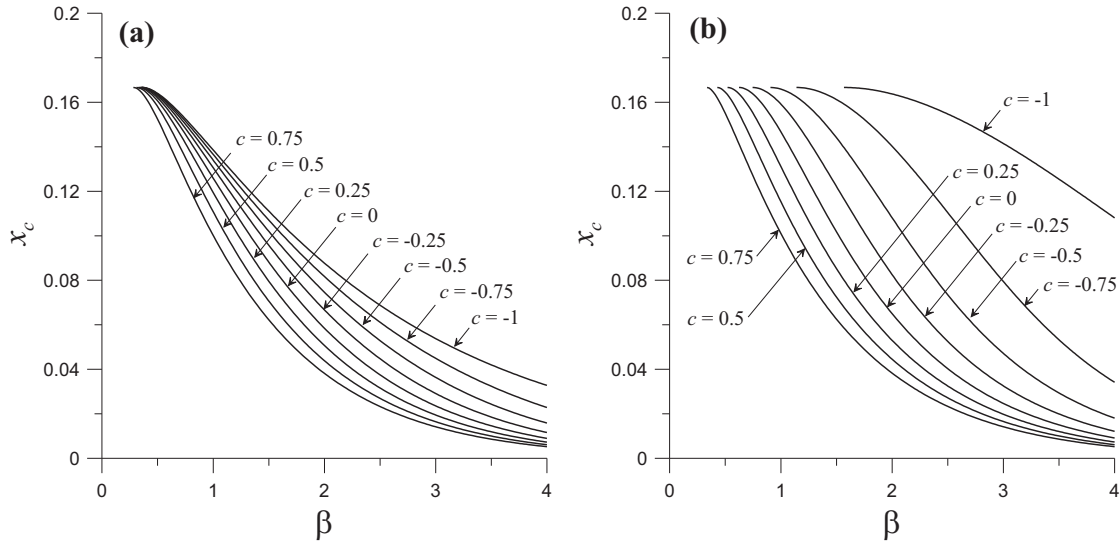 (a)
0.2
0.16
0.12
0.08
0.04
0
x_c
c = 0.75
c = 0.5
c = 0.25
c = 0
c = -0.25
c = -0.5
c = -0.75
c = -1
0 1 2 3 4
β
(b)
0.2
0.16
0.12
0.08
0.04
0
x_c
c = -1
c = 0.25
c = 0
c = -0.25
c = -0.5
c = -0.75
c = 0.75
c = 0.5
0 1 2 3 4
β